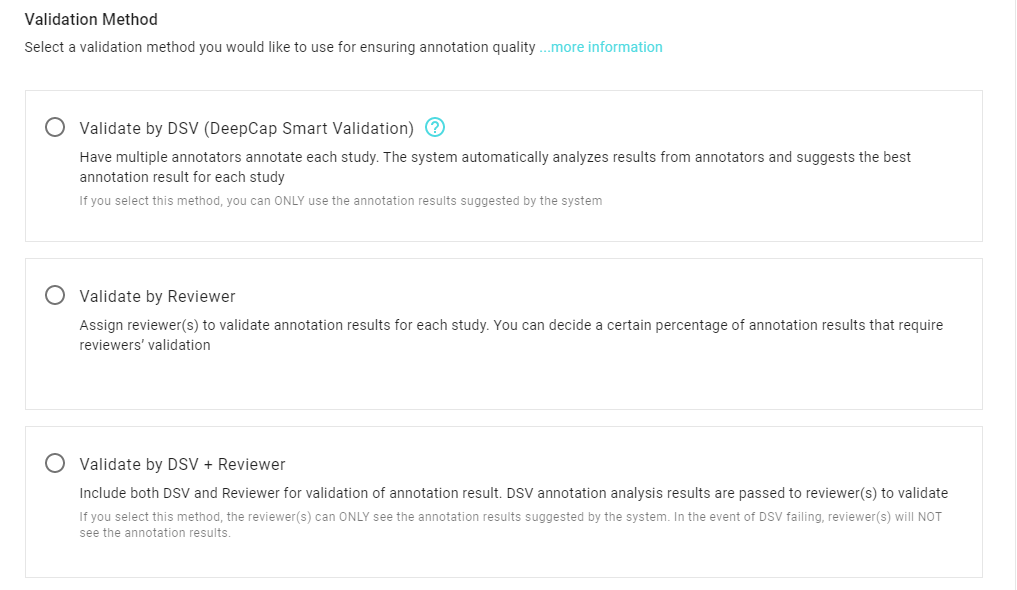 Validation Method
Select a validation method you would like to use for ensuring annotation quality ...more information
Validate by DSV (DeepCap Smart Validation) ?
Have multiple annotators annotate each study. The system automatically analyzes results from annotators and suggests the best
annotation result for each study
If you select this method, you can ONLY use the annotation results suggested by the system
Validate by Reviewer
Assign reviewer(s) to validate annotation results for each study. You can decide a certain percentage of annotation results that require
reviewers’ validation
Validate by DSV + Reviewer
Include both DSV and Reviewer for validation of annotation result. DSV annotation analysis results are passed to reviewer(s) to validate
If you select this method, the reviewer(s) can ONLY see the annotation results suggested by the system. In the event of DSV failing, reviewer(s) will NOT
see the annotation results.